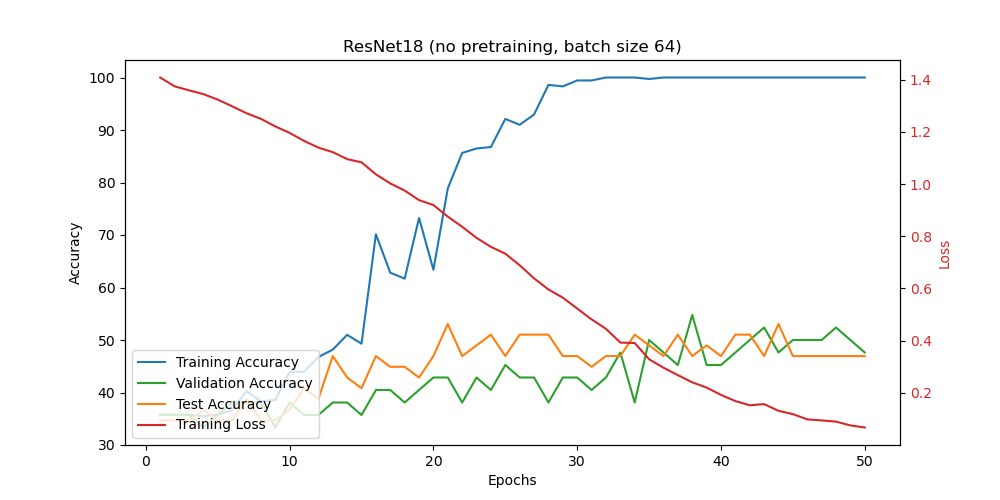 ResNet18 (no pretraining, batch size 64)
100
90
80
70
60
50
40
30
Accuracy
1.4
1.2
1.0
0.8
0.6
0.4
0.2
Loss
Training Accuracy
Validation Accuracy
Test Accuracy
Training Loss
0 10 20 30 40 50
Epochs